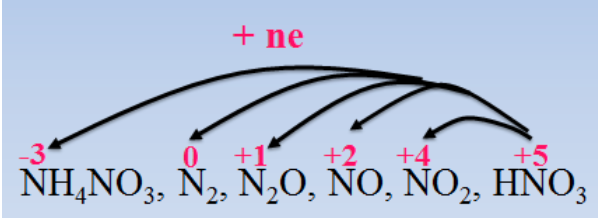 + ne
-3 0 +1 +2 +4 +5
NH₄NO₃, N₂, N₂O, NO, NO₂, HNO₃